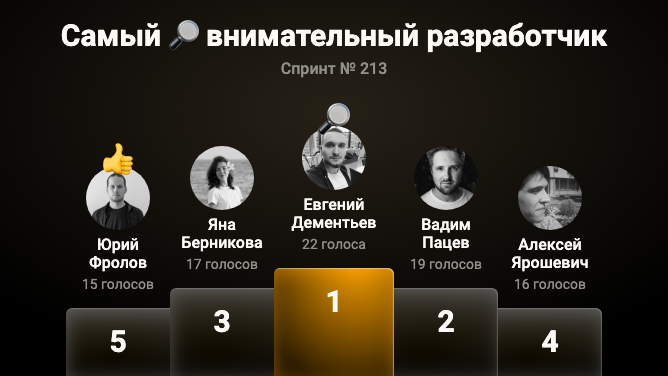 Самый внимательный разработчик
Спринт № 213
Юрий
Фролов
15 голосов
5
Яна
Берникова
17 голосов
3
Евгений
Дементьев
22 голоса
1
Вадим
Пацев
19 голосов
2
Алексей
Ярошевич
16 голосов
4